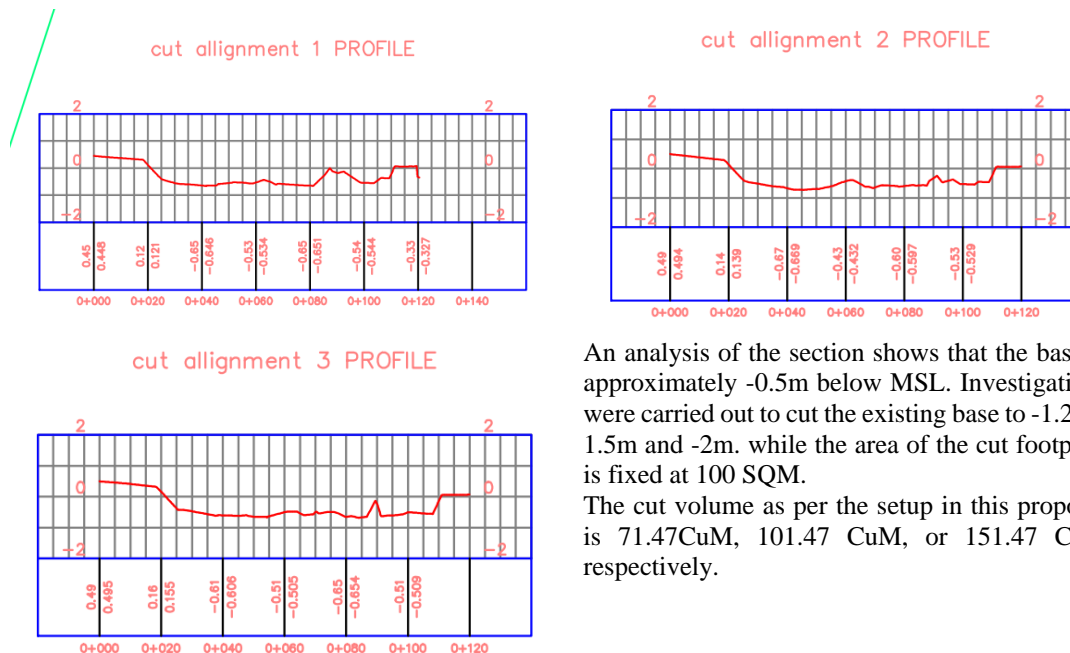 cut allignment 1 PROFILE
2 2
0 0
-2 -2
0.45 0.448 0.12 0.121 -0.65 -0.646 -0.53 -0.534 -0.65 -0.651 -0.54 -0.544 -0.33 -0.327
0+000 0+020 0+040 0+060 0+080 0+100 0+120 0+140
cut allignment 2 PROFILE
2 2
0 0
-2 -2
0.49 0.494 0.14 0.139 -0.67 -0.669 -0.43 -0.432 -0.60 -0.597 -0.53 -0.529
0+000 0+020 0+040 0+060 0+080 0+100 0+120
cut allignment 3 PROFILE
2 2
0 0
-2 -2
0.49 0.495 0.16 0.155 -0.61 -0.606 -0.51 -0.505 -0.65 -0.654 -0.51 -0.509
0+000 0+020 0+040 0+060 0+080 0+100 0+120
An analysis of the section shows that the bas
approximately -0.5m below MSL. Investigati
were carried out to cut the existing base to -1.2
1.5m and -2m. while the area of the cut footp
is fixed at 100 SQM.
The cut volume as per the setup in this propo
is 71.47CuM, 101.47 CuM, or 151.47 C
respectively.